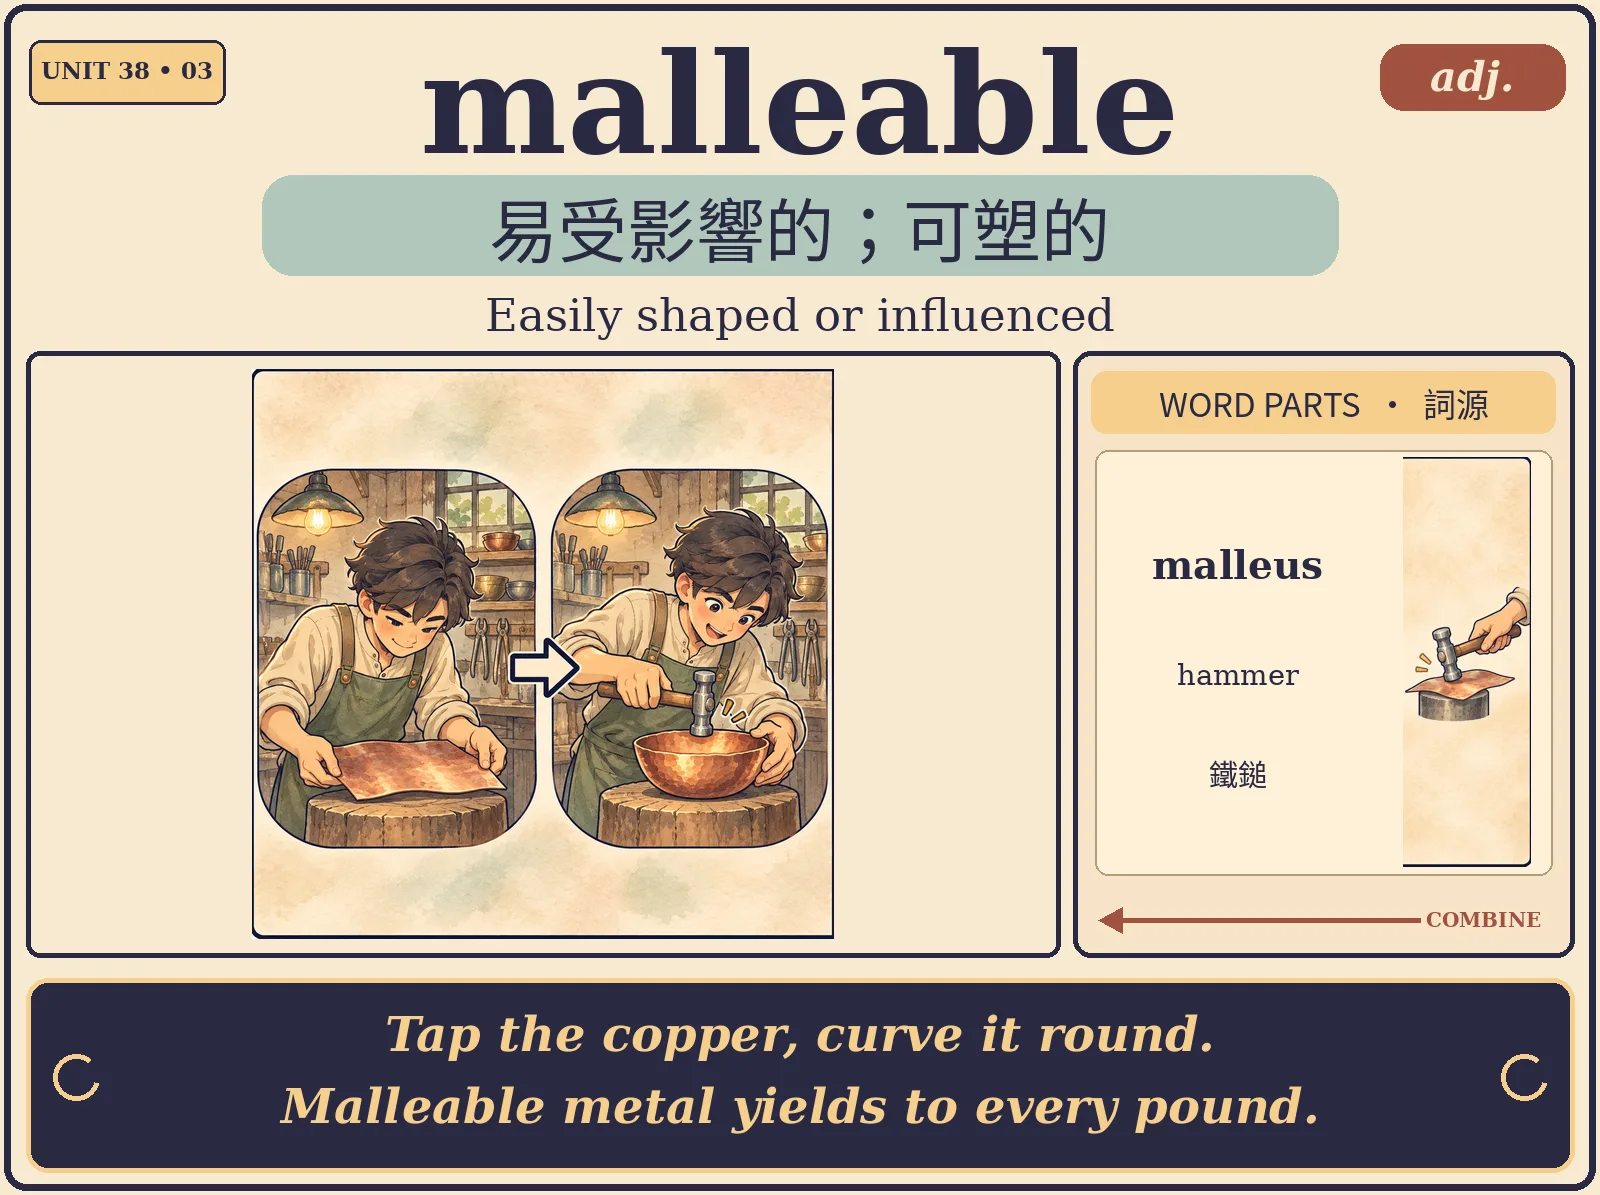 UNIT 38 • 03
malleable
adj.
易受影響的；可塑的
Easily shaped or influenced
WORD PARTS ・ 詞源
malleus
hammer
鐵鎚
COMBINE
Tap the copper, curve it round.
Malleable metal yields to every pound.